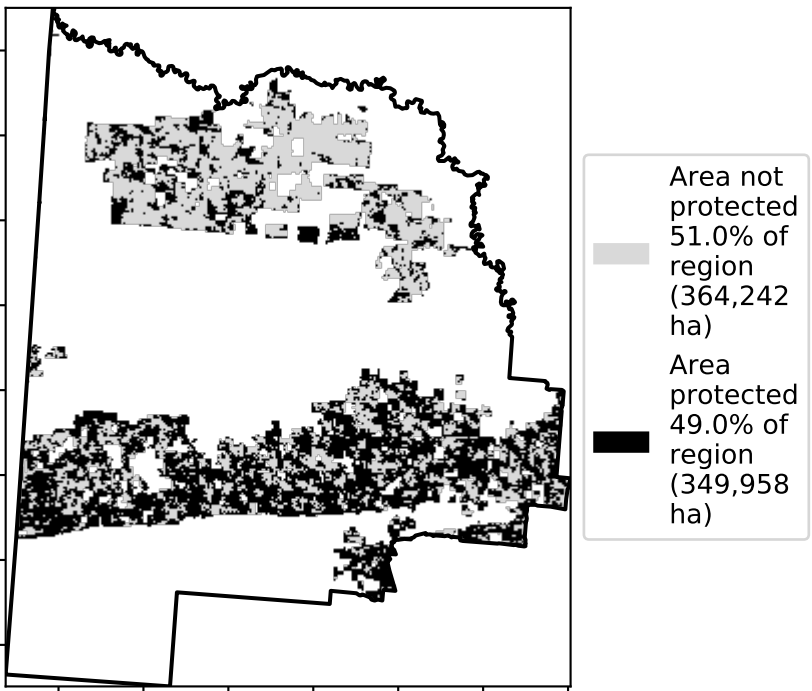 Area not
protected
51.0% of
region
(364,242
ha)
Area
protected
49.0% of
region
(349,958
ha)